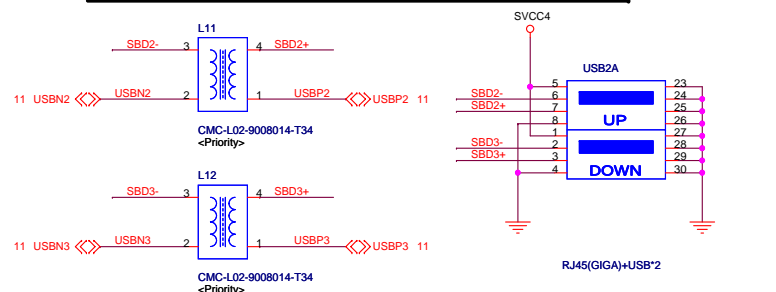 SVCC4
L11
SBD2- 3 4 SBD2+
11 USBN2 USBN2 2 1 USBP2 USBP2 11
CMC-L02-9008014-T34
<Priority>
USB2A
5 23
SBD2- 6 24
SBD2+ 7 25
8 UP 26
1 27
SBD3- 2 28
SBD3+ 3 29
4 DOWN 30
RJ45(GIGA)+USB*2
L12
SBD3- 3 4 SBD3+
11 USBN3 USBN3 2 1 USBP3 USBP3 11
CMC-L02-9008014-T34
<Priority>